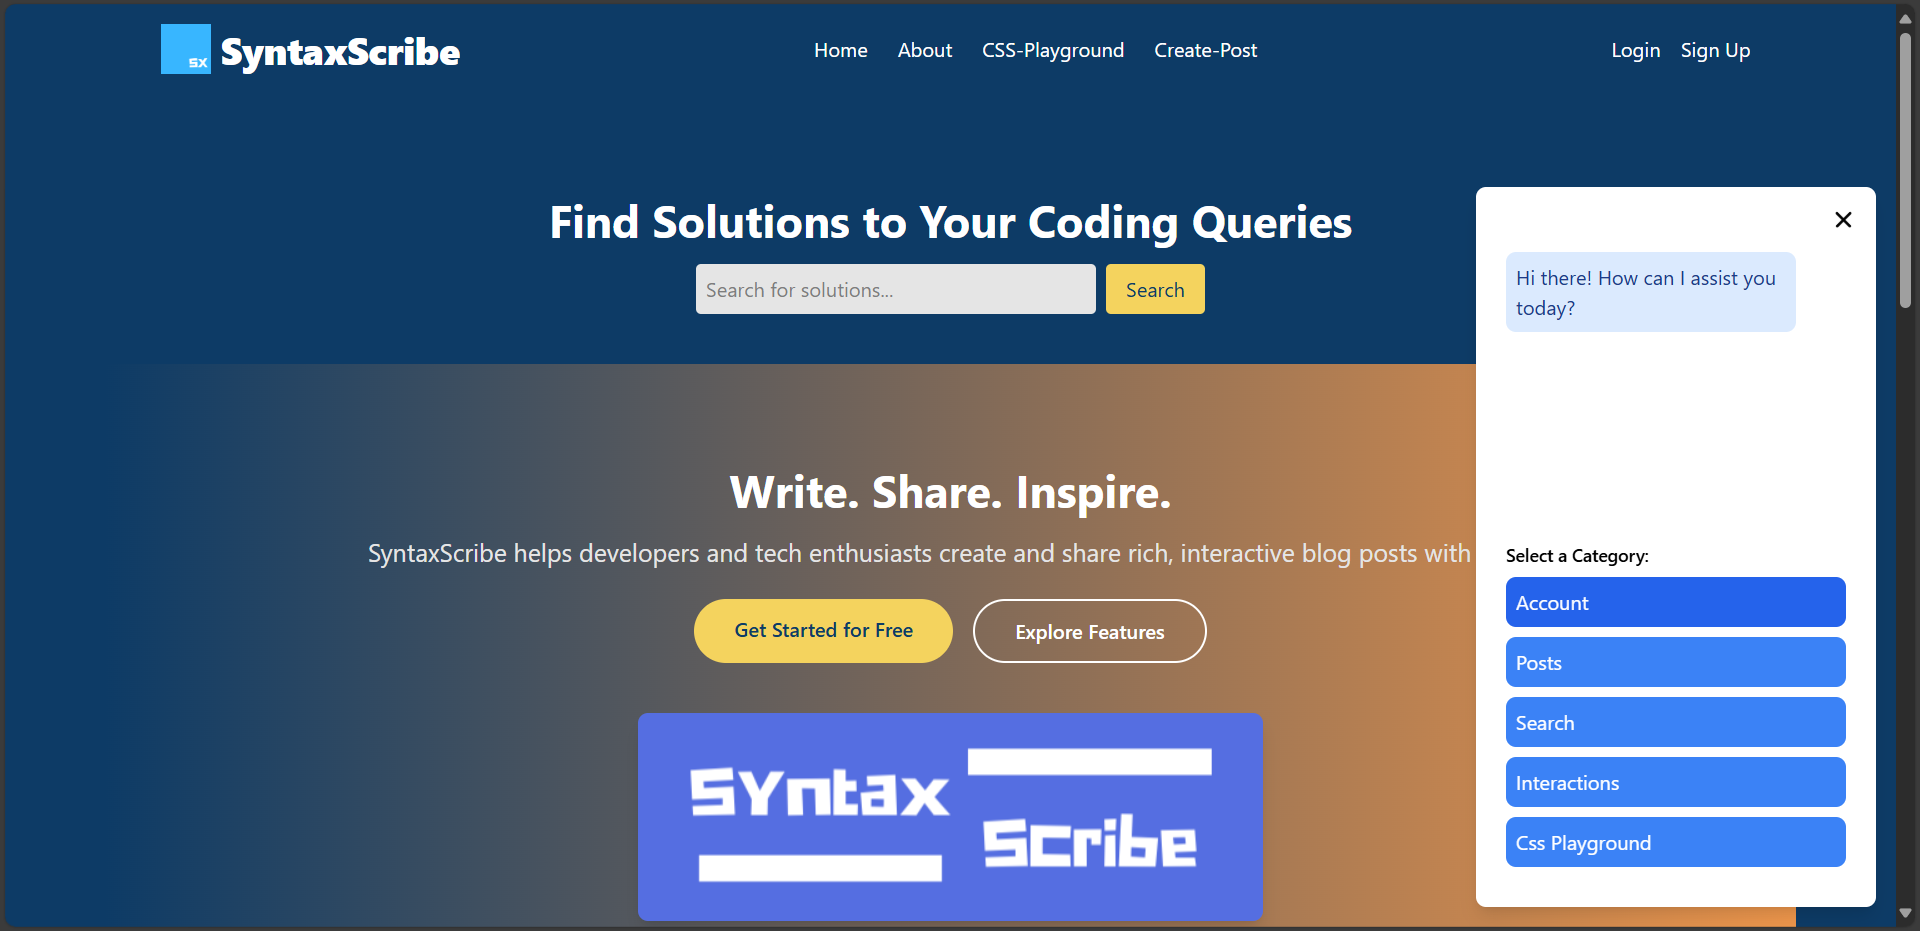 sx SyntaxScribe
Home About CSS-Playground Create-Post
Login Sign Up
Find Solutions to Your Coding Queries
Search for solutions... Search
Write. Share. Inspire.
SyntaxScribe helps developers and tech enthusiasts create and share rich, interactive blog posts with
Get Started for Free Explore Features
SYntax
Scribe
Hi there! How can I assist you
today?
Select a Category:
Account
Posts
Search
Interactions
Css Playground